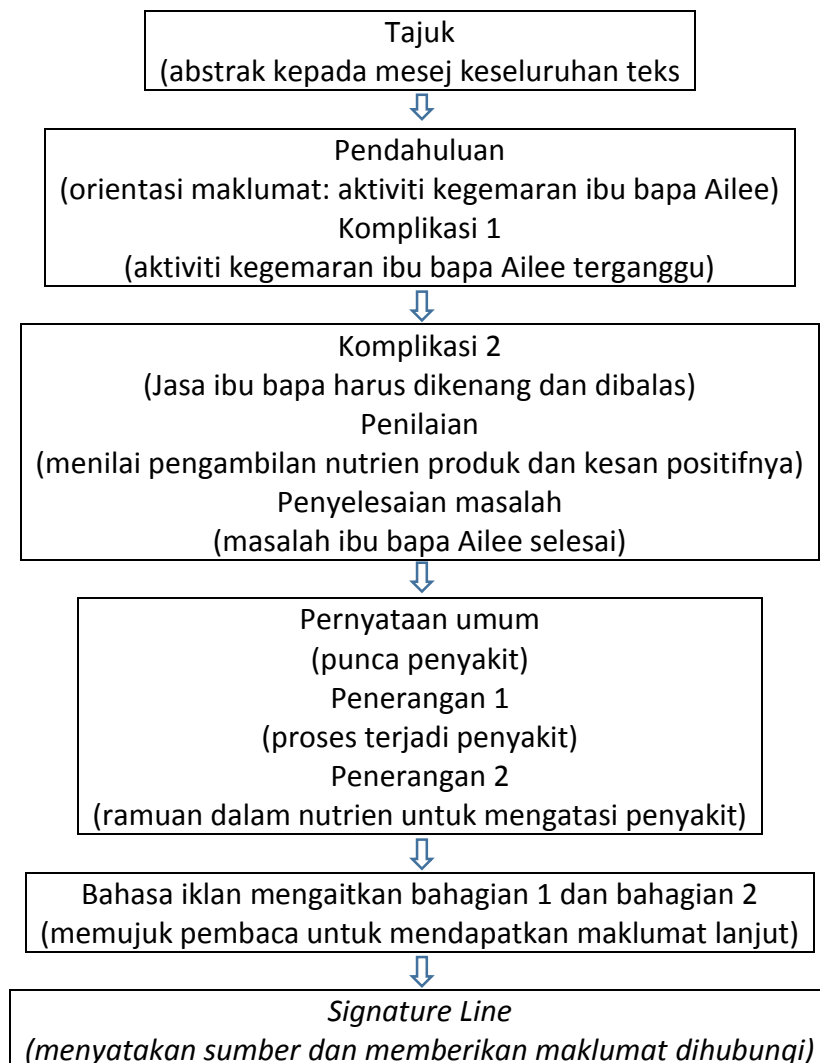 Tajuk
(abstrak kepada mesej keseluruhan teks
Pendahuluan
(orientasi maklumat: aktiviti kegemaran ibu bapa Ailee)
Komplikasi 1
(aktiviti kegemaran ibu bapa Ailee terganggu)
Komplikasi 2
(Jasa ibu bapa harus dikenang dan dibalas)
Penilaian
(menilai pengambilan nutrien produk dan kesan positifnya)
Penyelesaian masalah
(masalah ibu bapa Ailee selesai)
Pernyataan umum
(punca penyakit)
Penerangan 1
(proses terjadi penyakit)
Penerangan 2
(ramuan dalam nutrien untuk mengatasi penyakit)
Bahasa iklan mengaitkan bahagian 1 dan bahagian 2
(memujuk pembaca untuk mendapatkan maklumat lanjut)
Signature Line
(menyatakan sumber dan memberikan maklumat dihubungi)